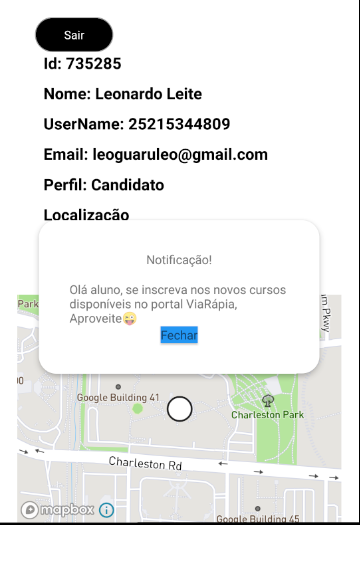 Sair
Id: 735285
Nome: Leonardo Leite
UserName: 25215344809
Email: leoguaruleo@gmail.com
Perfil: Candidato
Localização
Notificação!
Olá aluno, se inscreva nos novos cursos
disponíveis no portal ViaRápia,
Aproveite😜
Fechar
Park
Pkwy
00
Google Building 41
Charleston Park
Charleston Rd
Google Building 45
mapbox